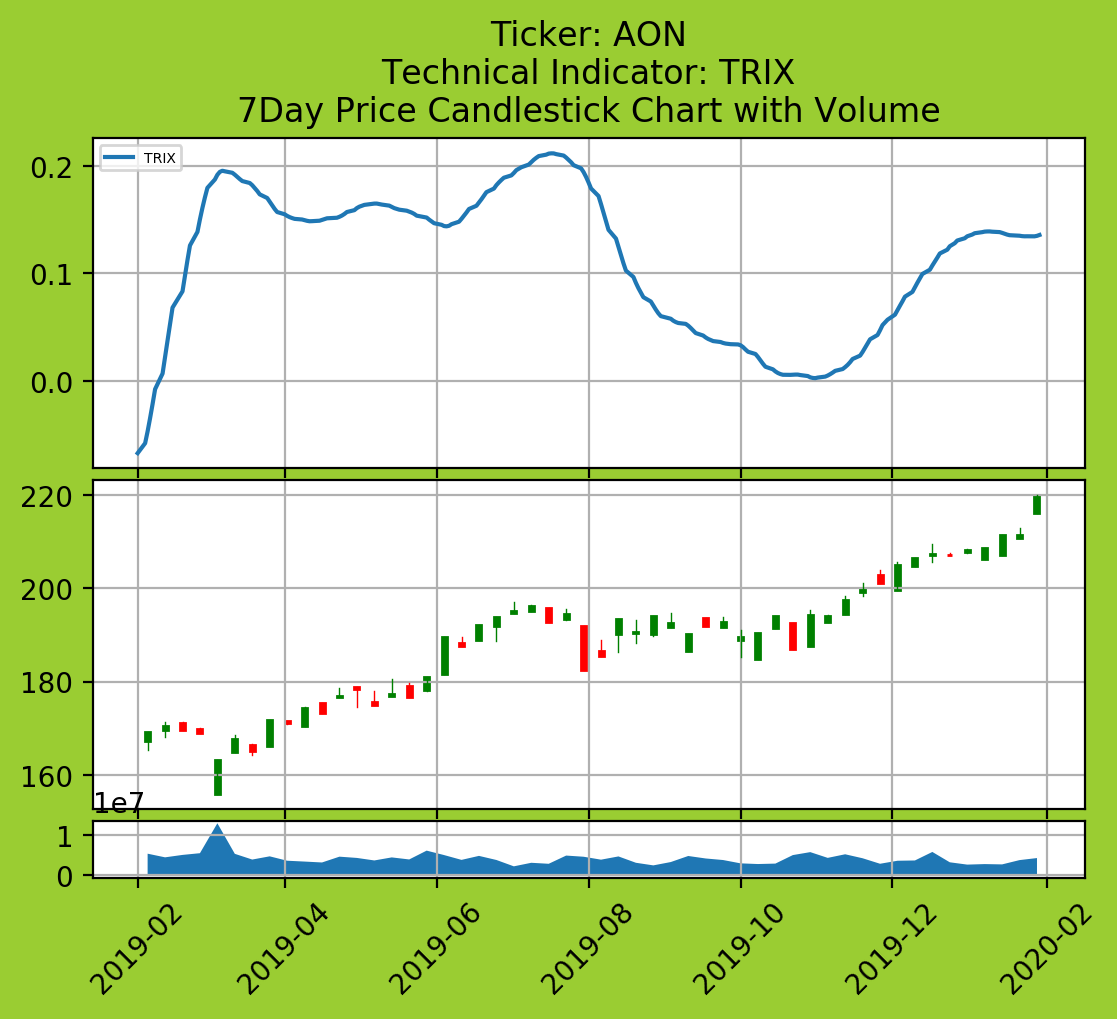 Ticker: AON
Technical Indicator: TRIX
7Day Price Candlestick Chart with Volume
TRIX
0.2
0.1
0.0
220
200
180
160
1e7
1
0
2019-02 2019-04 2019-06 2019-08 2019-10 2019-12 2020-02